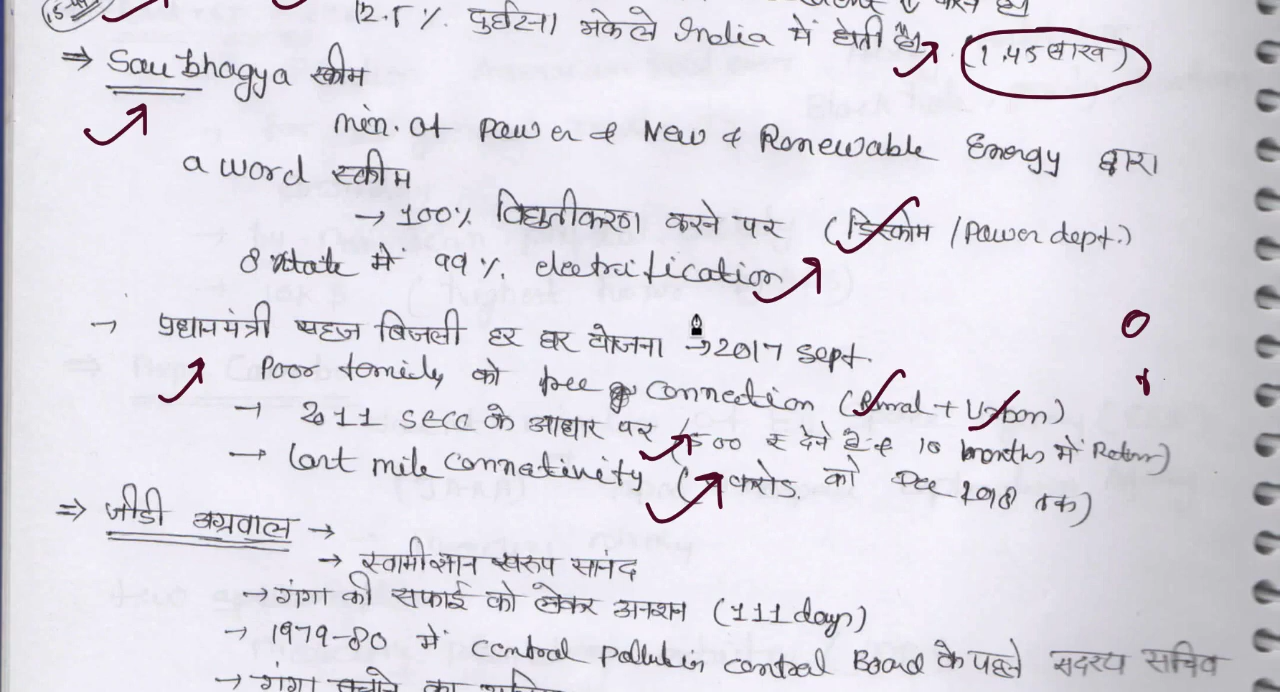 12.5 % दुर्घटना अकेले India में होती है। (1.45 लाख)
⇒ Saubhagya स्कीम
min. of Power & New & Renewable Energy द्वारा
award स्कीम
→ 100% विद्युतीकरण करने पर (डिस्कोम / Power dept.)
8 state में 99 %. electrification
→ प्रधानमंत्री सहज बिजली हर घर योजना → 2017 sept.
Poor family को free connection (Rural + Urban)
→ 2011 SECC के आधार पर (500 ₹ देने है & 10 months में Return)
→ last mile connectivity ( करोड़ को Dec 2018 तक)
⇒ जीडी अग्रवाल →
→ स्वामी ज्ञान स्वरूप सानंद
→ गंगा की सफाई को लेकर अनशन (111 days)
→ 1979-80 में central Pollution control Board के पहले सदस्य सचिव
→ गंगा बचाने का